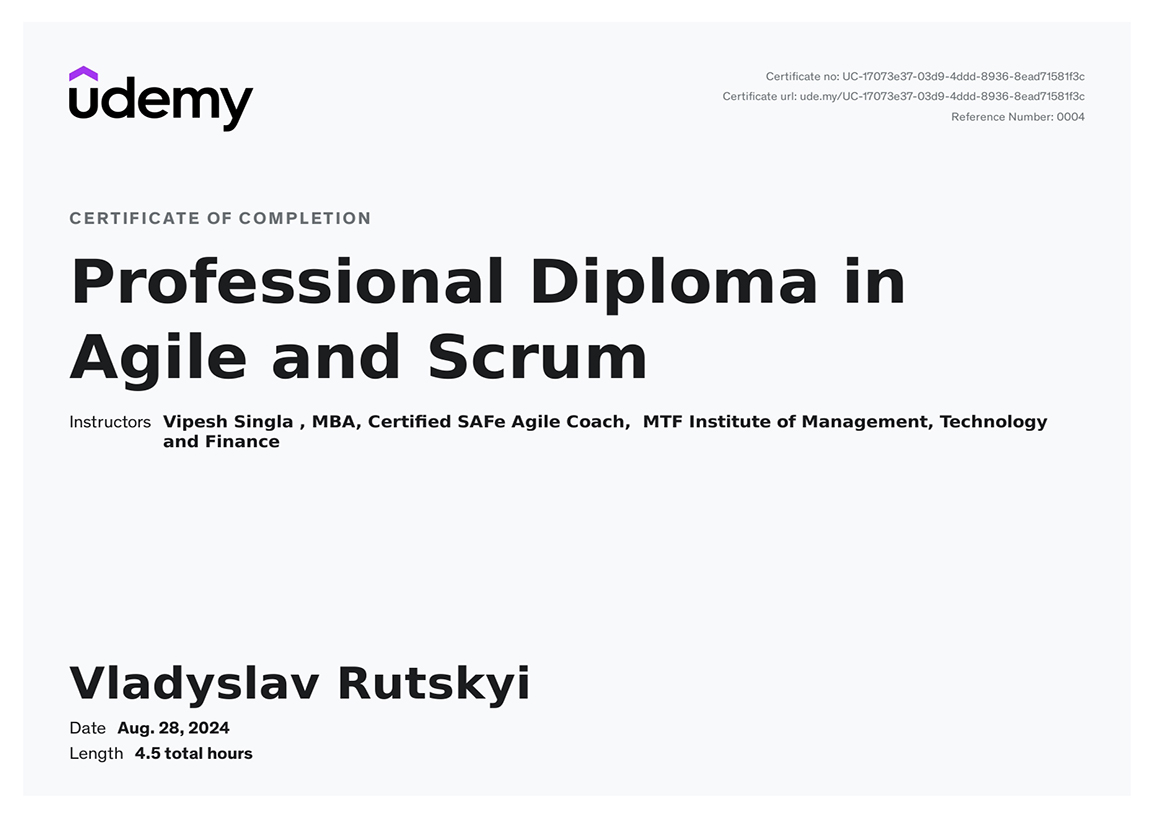 udemy
Certificate no: UC-17073e37-03d9-4ddd-8936-8ead71581f3c
Certificate url: ude.my/UC-17073e37-03d9-4ddd-8936-8ead71581f3c
Reference Number: 0004
CERTIFICATE OF COMPLETION
Professional Diploma in
Agile and Scrum
Instructors Vipesh Singla , MBA, Certified SAFe Agile Coach,  MTF Institute of Management, Technology
and Finance
Vladyslav Rutskyi
Date Aug. 28, 2024
Length 4.5 total hours